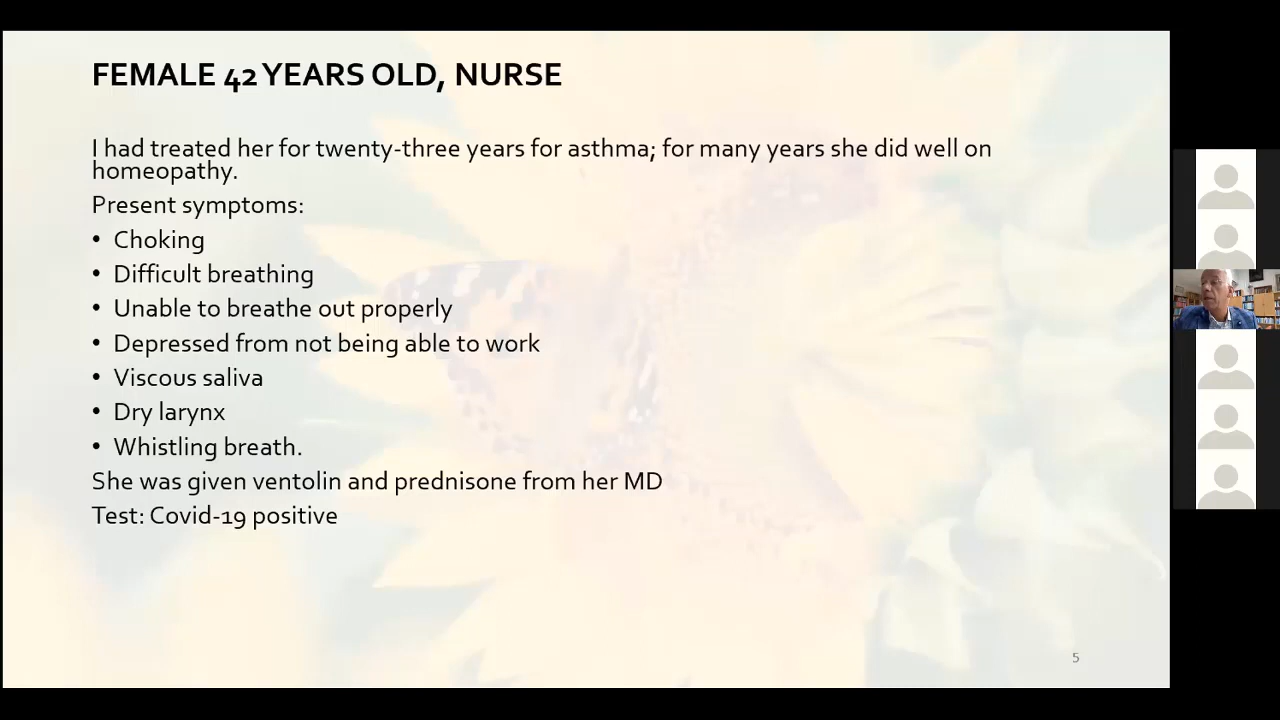 FEMALE 42 YEARS OLD, NURSE
I had treated her for twenty-three years for asthma; for many years she did well on
homeopathy.
Present symptoms:
• Choking
• Difficult breathing
• Unable to breathe out properly
• Depressed from not being able to work
• Viscous saliva
• Dry larynx
• Whistling breath.
She was given ventolin and prednisone from her MD
Test: Covid-19 positive
5